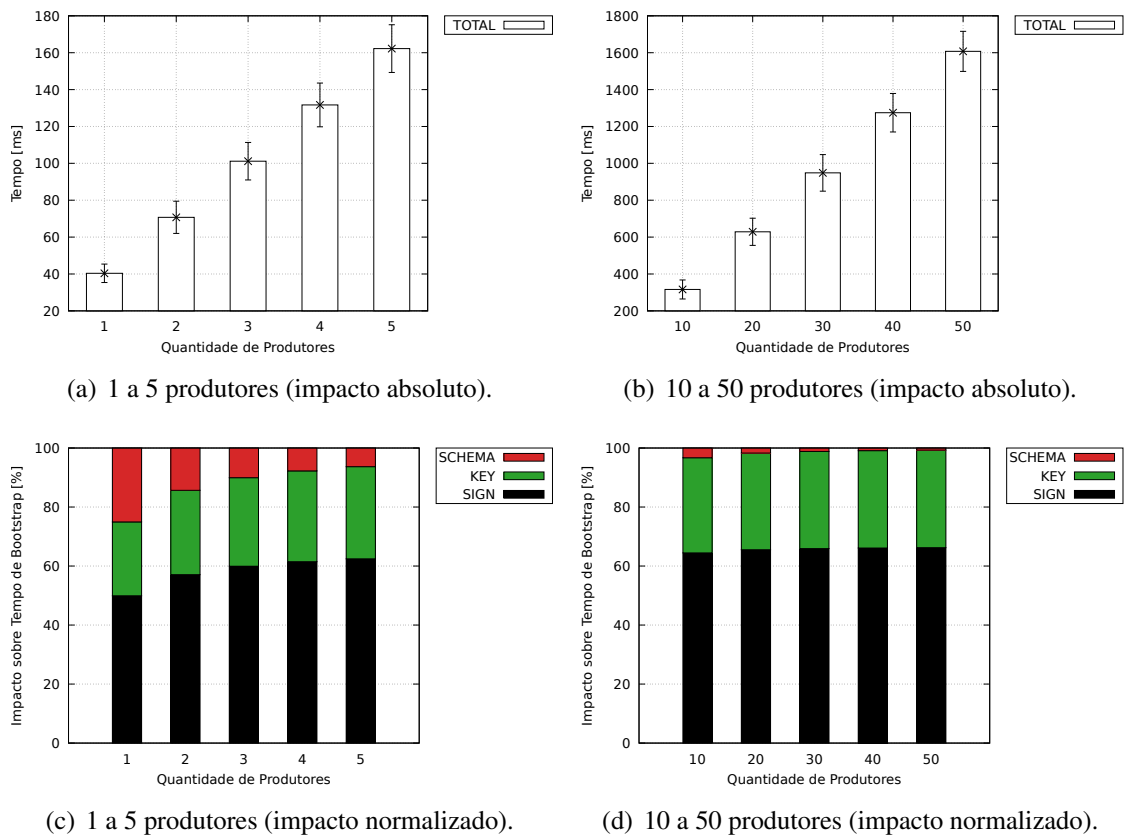 180
160
140
120
100
80
60
40
20
Tempo [ms]
1 2 3 4 5
Quantidade de Produtores
TOTAL
(a) 1 a 5 produtores (impacto absoluto).
1800
1600
1400
1200
1000
800
600
400
200
Tempo [ms]
10 20 30 40 50
Quantidade de Produtores
TOTAL
(b) 10 a 50 produtores (impacto absoluto).
100
80
60
40
20
0
Impacto sobre Tempo de Bootstrap [%]
1 2 3 4 5
Quantidade de Produtores
SCHEMA
KEY
SIGN
(c) 1 a 5 produtores (impacto normalizado).
100
80
60
40
20
0
Impacto sobre Tempo de Bootstrap [%]
10 20 30 40 50
Quantidade de Produtores
SCHEMA
KEY
SIGN
(d) 10 a 50 produtores (impacto normalizado).